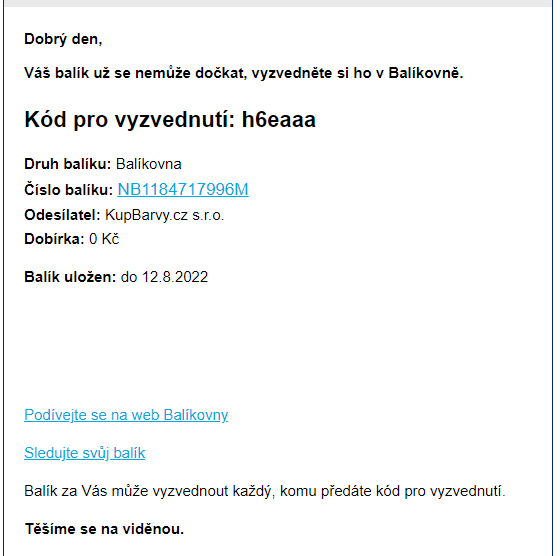 Dobrý den,
Váš balík už se nemůže dočkat, vyzvedněte si ho v Balíkovně.
Kód pro vyzvednutí: h6eaaa
Druh balíku: Balíkovna
Číslo balíku: NB1184717996M
Odesílatel: KupBarvy.cz s.r.o.
Dobírka: 0 Kč
Balík uložen: do 12.8.2022
Podívejte se na web Balíkovny
Sledujte svůj balík
Balík za Vás může vyzvednout každý, komu předáte kód pro vyzvednutí.
Těšíme se na viděnou.